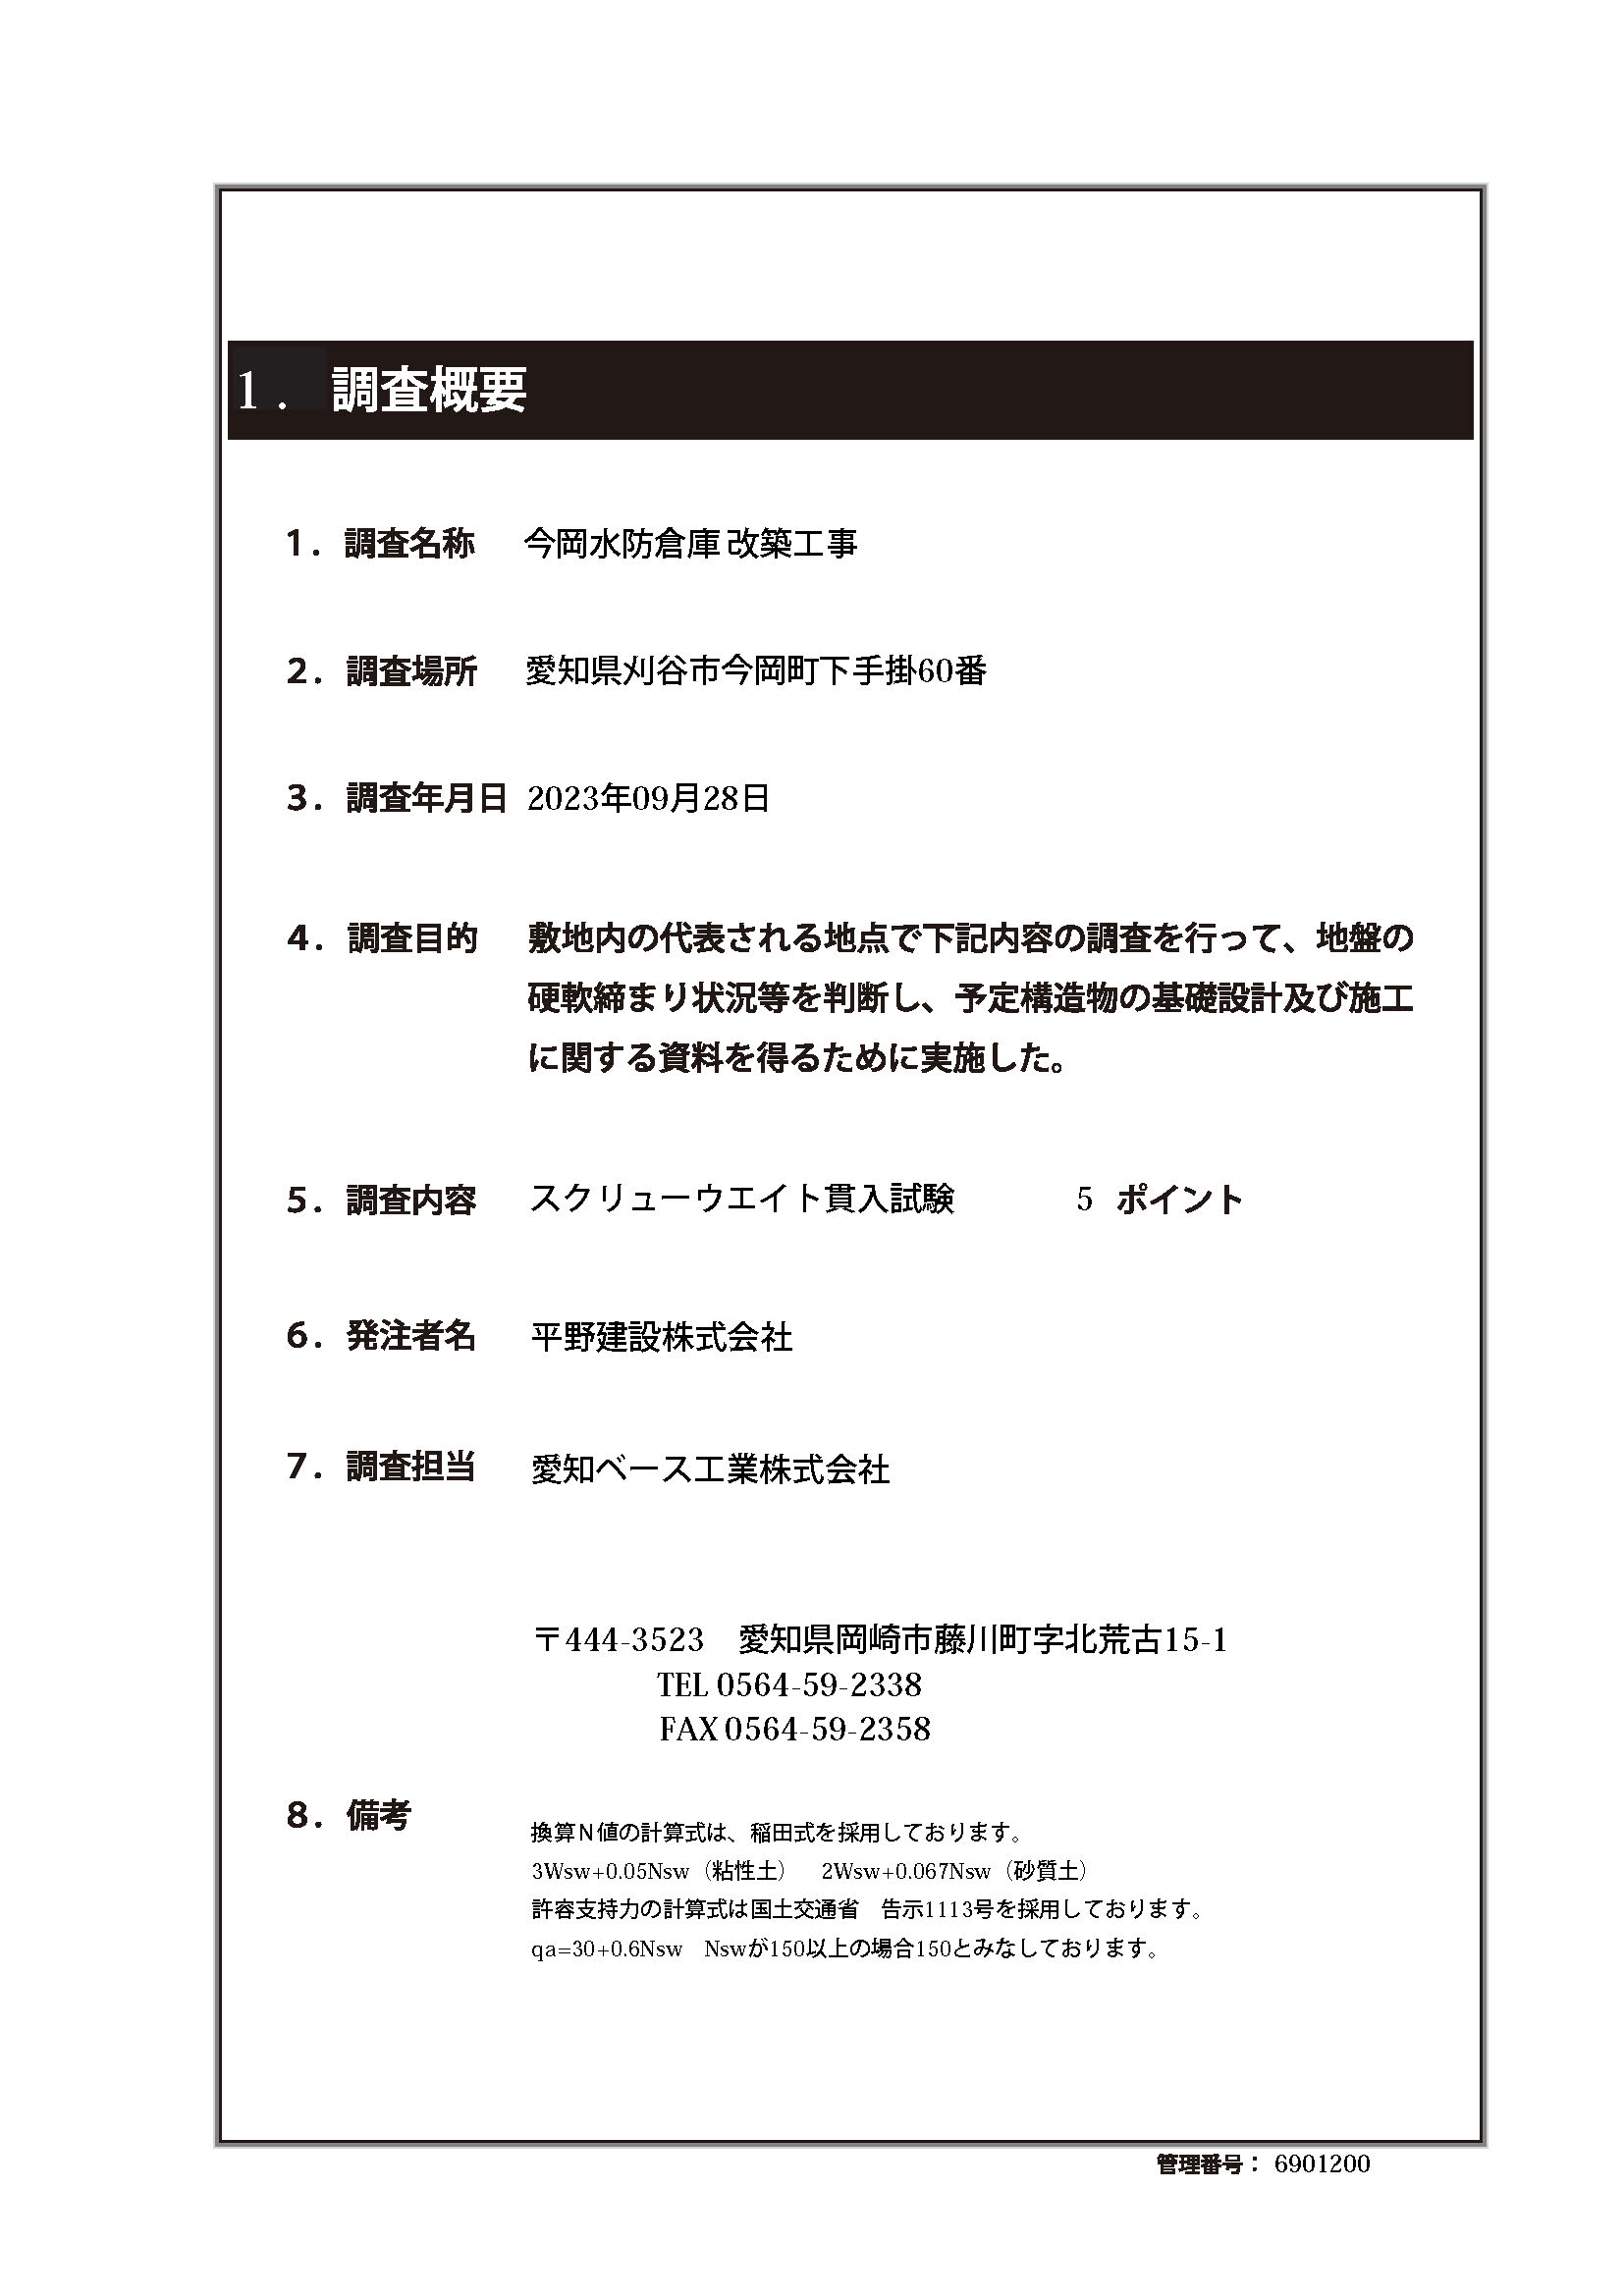 1. 調査概要
1. 調査名称 今岡水防倉庫 改築工事
2. 調査場所 愛知県刈谷市今岡町下手掛60番
3. 調査年月日 2023年09月28日
4. 調査目的 敷地内の代表される地点で下記内容の調査を行って、地盤の
硬軟締まり状況等を判断し、予定構造物の基礎設計及び施工
に関する資料を得るために実施した。
5. 調査内容 スクリューウエイト貫入試験 5 ポイント
6. 発注者名 平野建設株式会社
7. 調査担当 愛知ベース工業株式会社
〒444-3523 愛知県岡崎市藤川町字北荒古15-1
TEL 0564-59-2338
FAX 0564-59-2358
8. 備考
換算N値の計算式は、稲田式を採用しております。
3Wsw+0.05Nsw（粘性土） 2Wsw+0.067Nsw（砂質土）
許容支持力の計算式は国土交通省 告示1113号を採用しております。
qa=30+0.6Nsw Nswが150以上の場合150とみなしております。
管理番号： 6901200